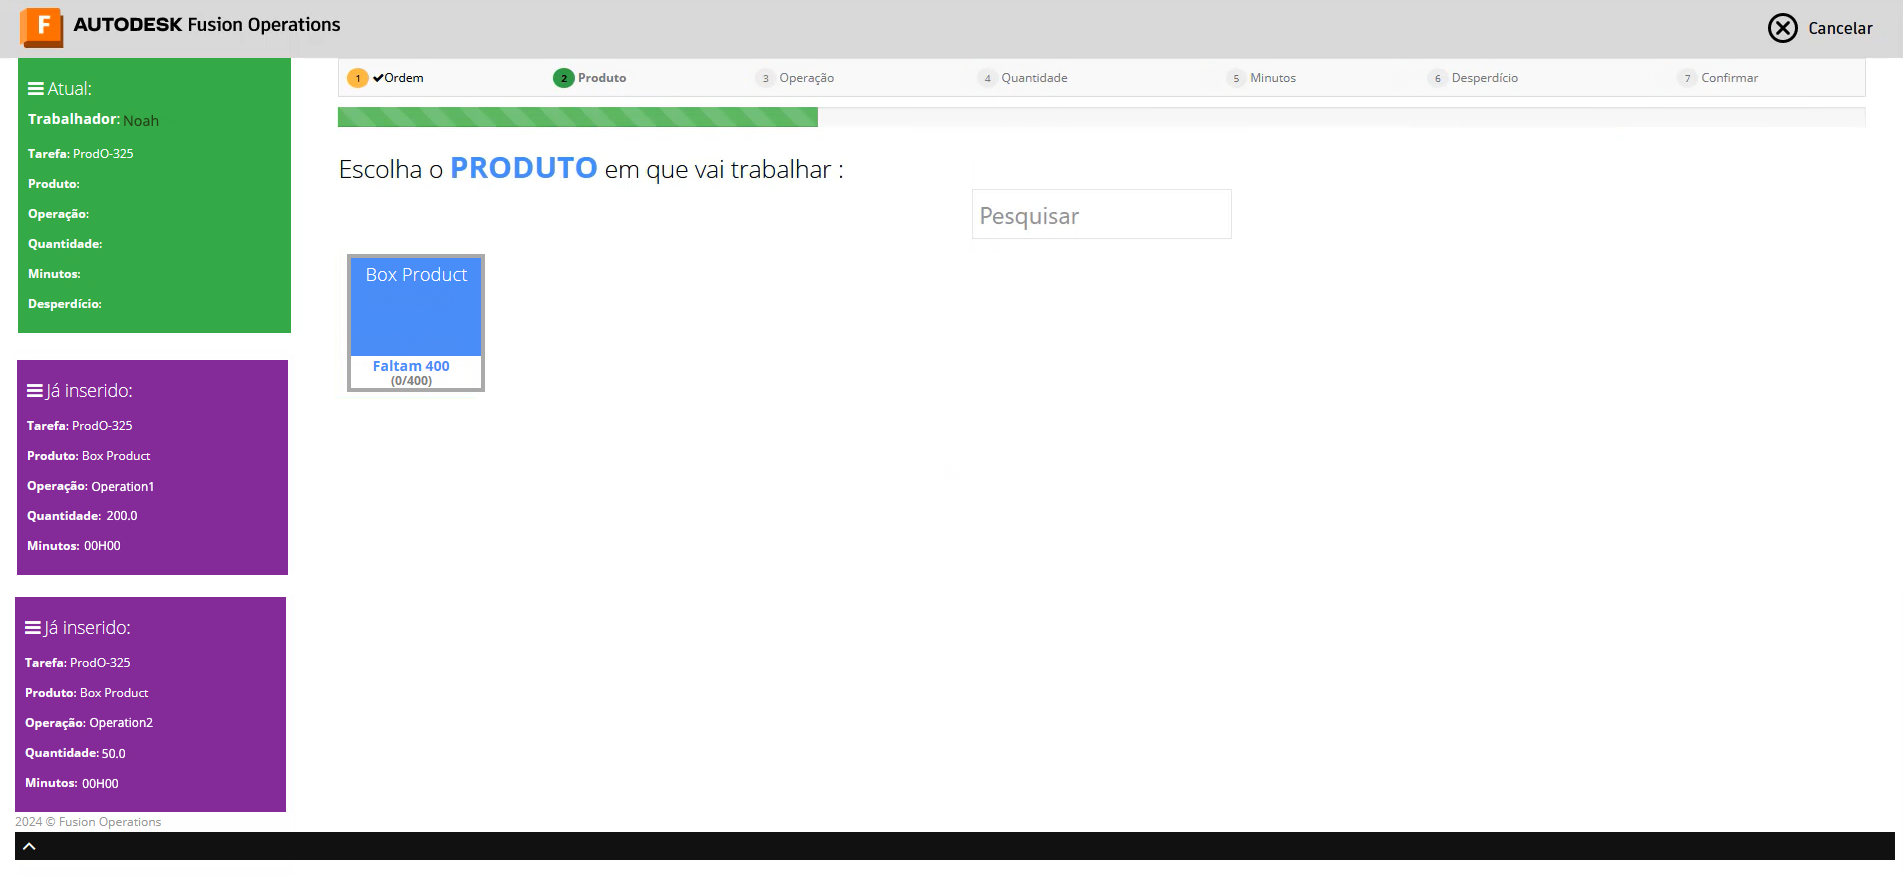 F AUTODESK Fusion Operations
Cancelar
1 Ordem 2 Produto 3 Operação 4 Quantidade 5 Minutos 6 Desperdício 7 Confirmar
Atual:
Trabalhador: Noah
Tarefa: ProdO-325
Produto:
Operação:
Quantidade:
Minutos:
Desperdício:
Escolha o PRODUTO em que vai trabalhar :
Pesquisar
Box Product
Faltam 400
(0/400)
Já inserido:
Tarefa: ProdO-325
Produto: Box Product
Operação: Operation1
Quantidade: 200.0
Minutos: 00H00
Já inserido:
Tarefa: ProdO-325
Produto: Box Product
Operação: Operation2
Quantidade: 50.0
Minutos: 00H00
2024 © Fusion Operations